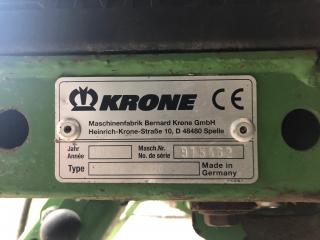 KRONE CE
Maschinenfabrik Bernard Krone GmbH
Heinrich-Krone-Straße 10, D 48480 Spelle
Jahr Masch.Nr.
Année No. de série
Type Made in
Germany